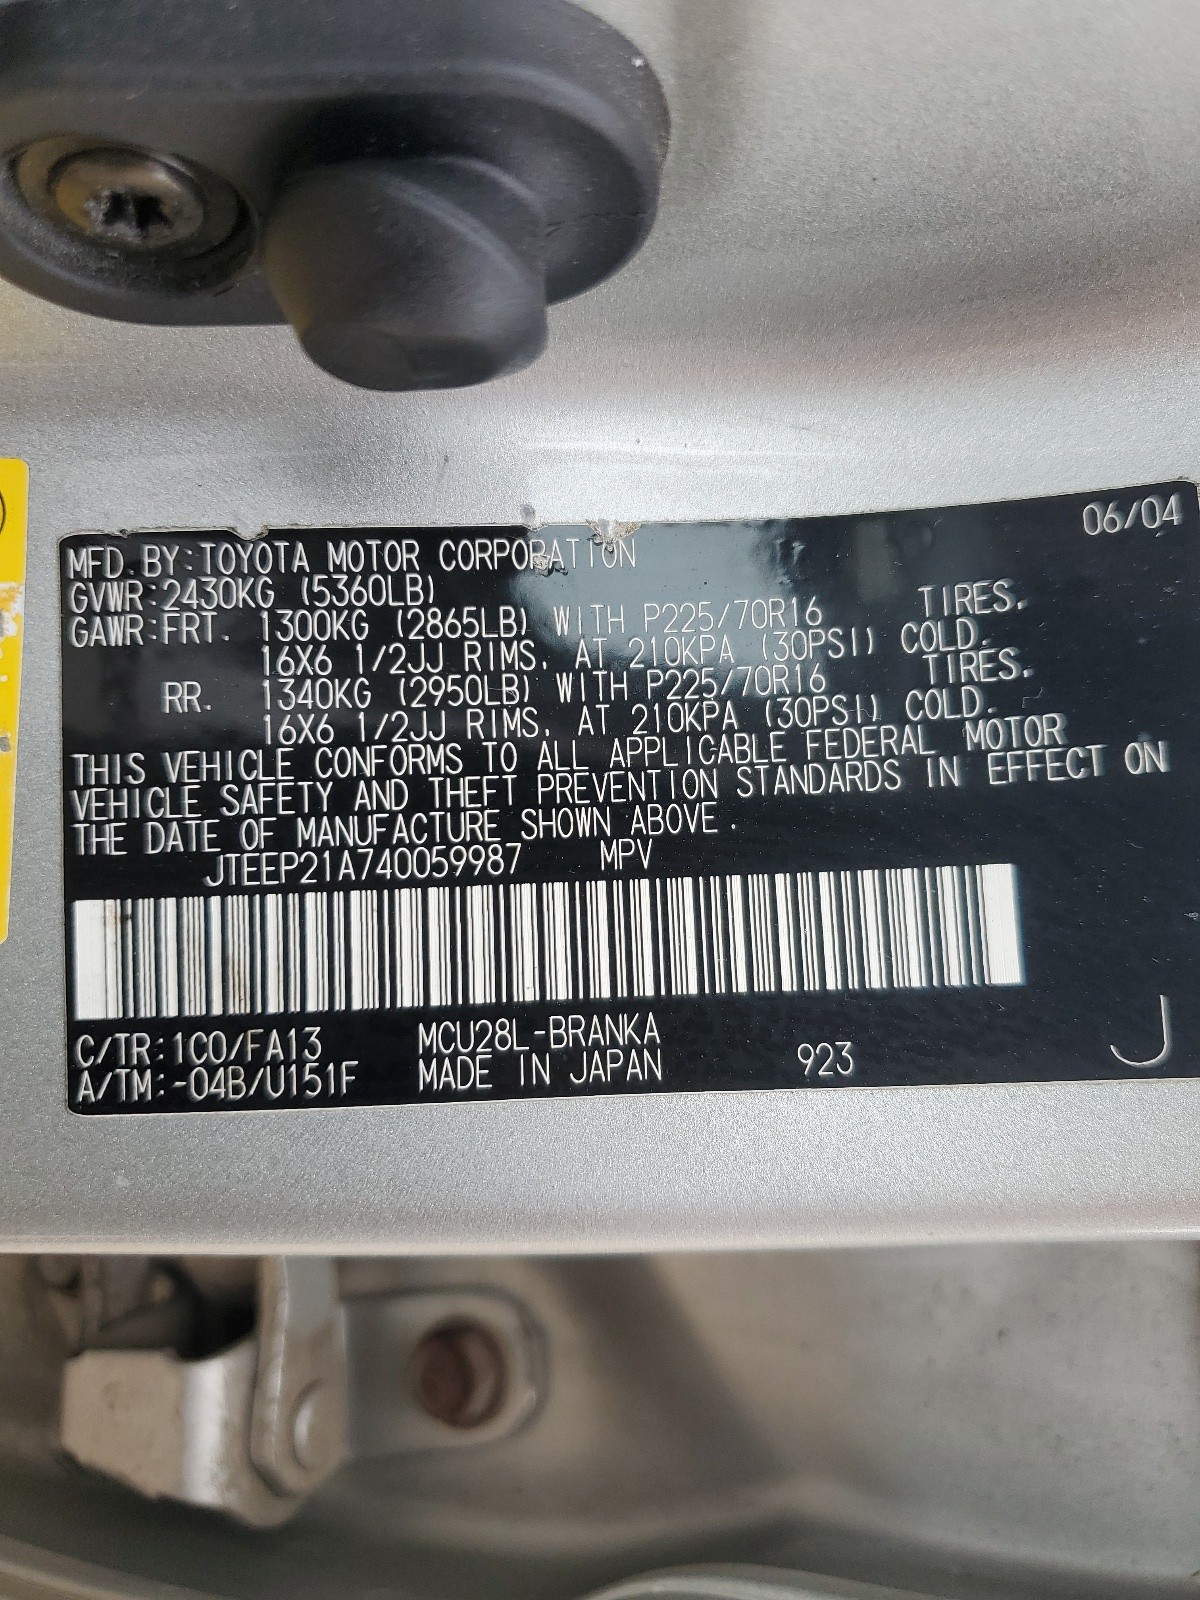 06/04
MFD. BY:TOYOTA MOTOR CORPORATION
GVWR:2430KG (5360LB)
GAWR:FRT. 1300KG (2865LB) WITH P225/70R16 TIRES,
16X6 1/2JJ RIMS, AT 210KPA (30PSI) COLD.
RR. 1340KG (2950LB) WITH P225/70R16 TIRES,
16X6 1/2JJ RIMS, AT 210KPA (30PSI) COLD.
THIS VEHICLE CONFORMS TO ALL APPLICABLE FEDERAL MOTOR
VEHICLE SAFETY AND THEFT PREVENTION STANDARDS IN EFFECT ON
THE DATE OF MANUFACTURE SHOWN ABOVE.
JTEEP21A740059987 MPV
C/TR:1C0/FA13 MCU28L-BRANKA
A/TM:-04B/U151F MADE IN JAPAN 923 J